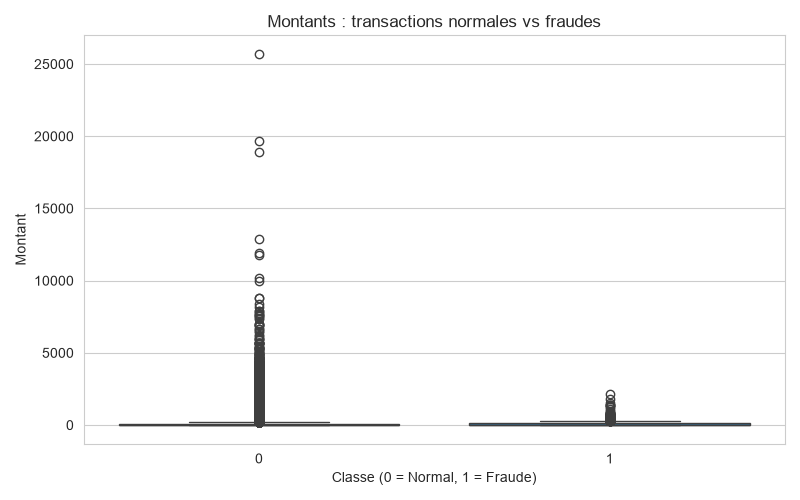 Montants : transactions normales vs fraudes
25000
20000
15000
10000
5000
0
Montant
0
1
Classe (0 = Normal, 1 = Fraude)